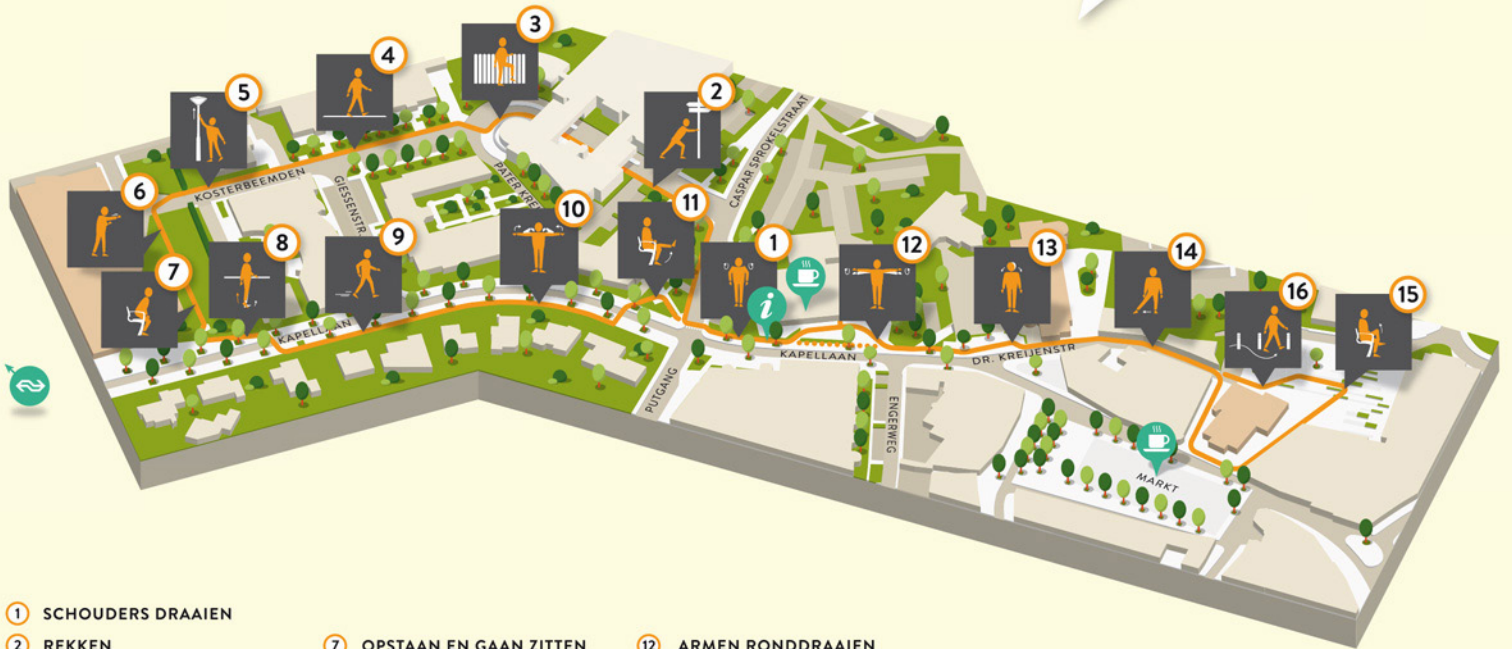 3
4
2
5
CASPAR SPROKELSTRAAT
KOSTERBEEMDEN
PATER KRE
GIESSENSTR.
6
10
11
8
9
1
12
13
14
7
16
15
i
KAPELLAAN
KAPELLAAN
DR. KREIJENSTR
PUTGANG
ENGERWEG
MARKT
1 SCHOUDERS DRAAIEN
2 REKKEN 7 OPSTAAN EN GAAN ZITTEN 12 ARMEN RONDDRAAIEN